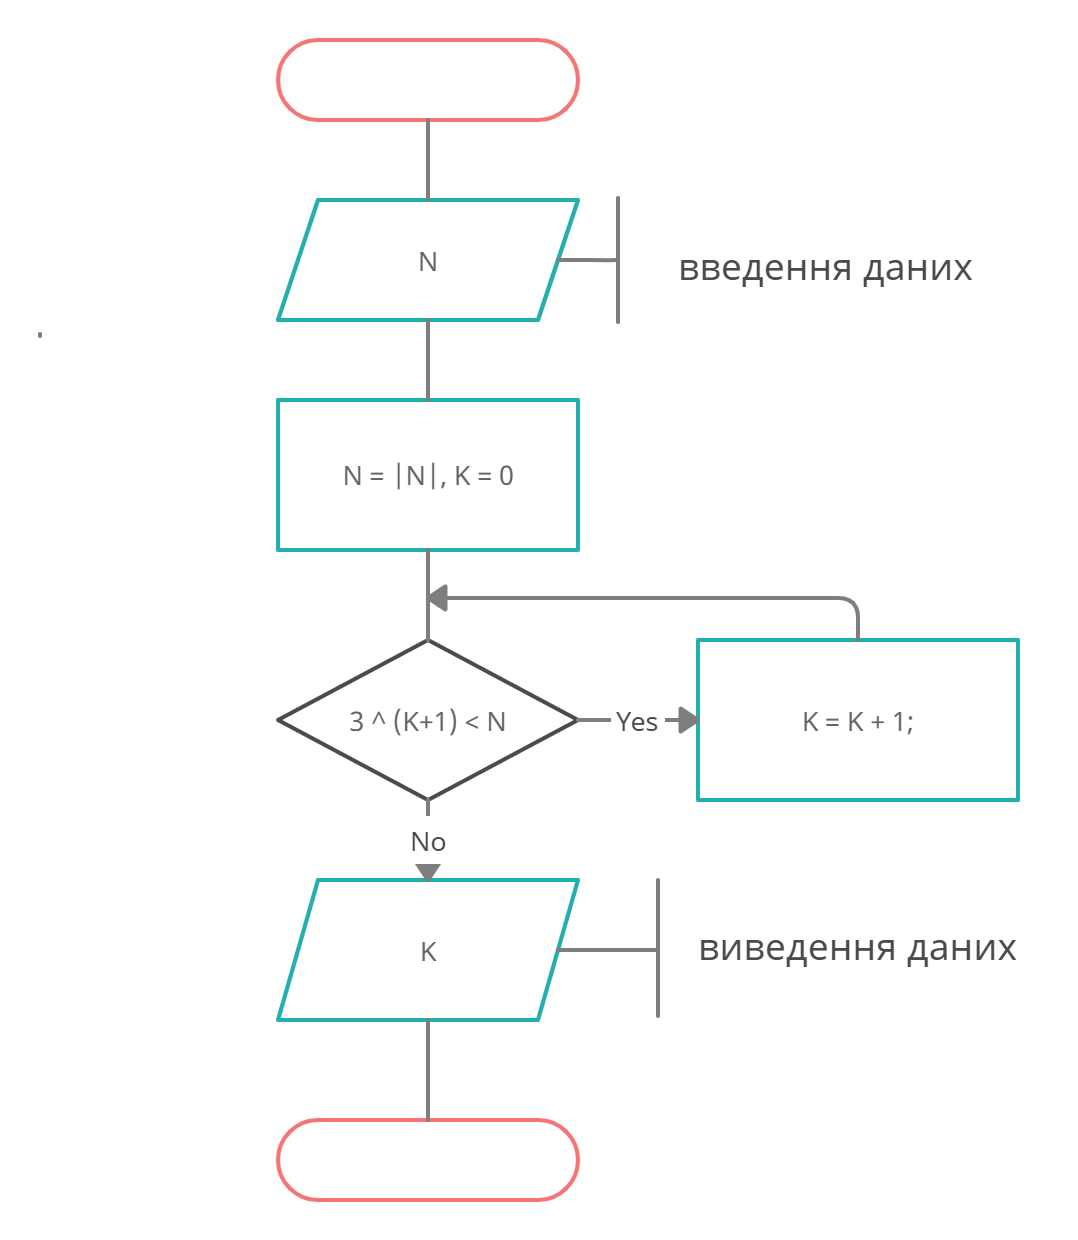 N
введення даних
N = |N|, K = 0
3 ^ (K+1) < N
Yes
K = K + 1;
No
K
виведення даних